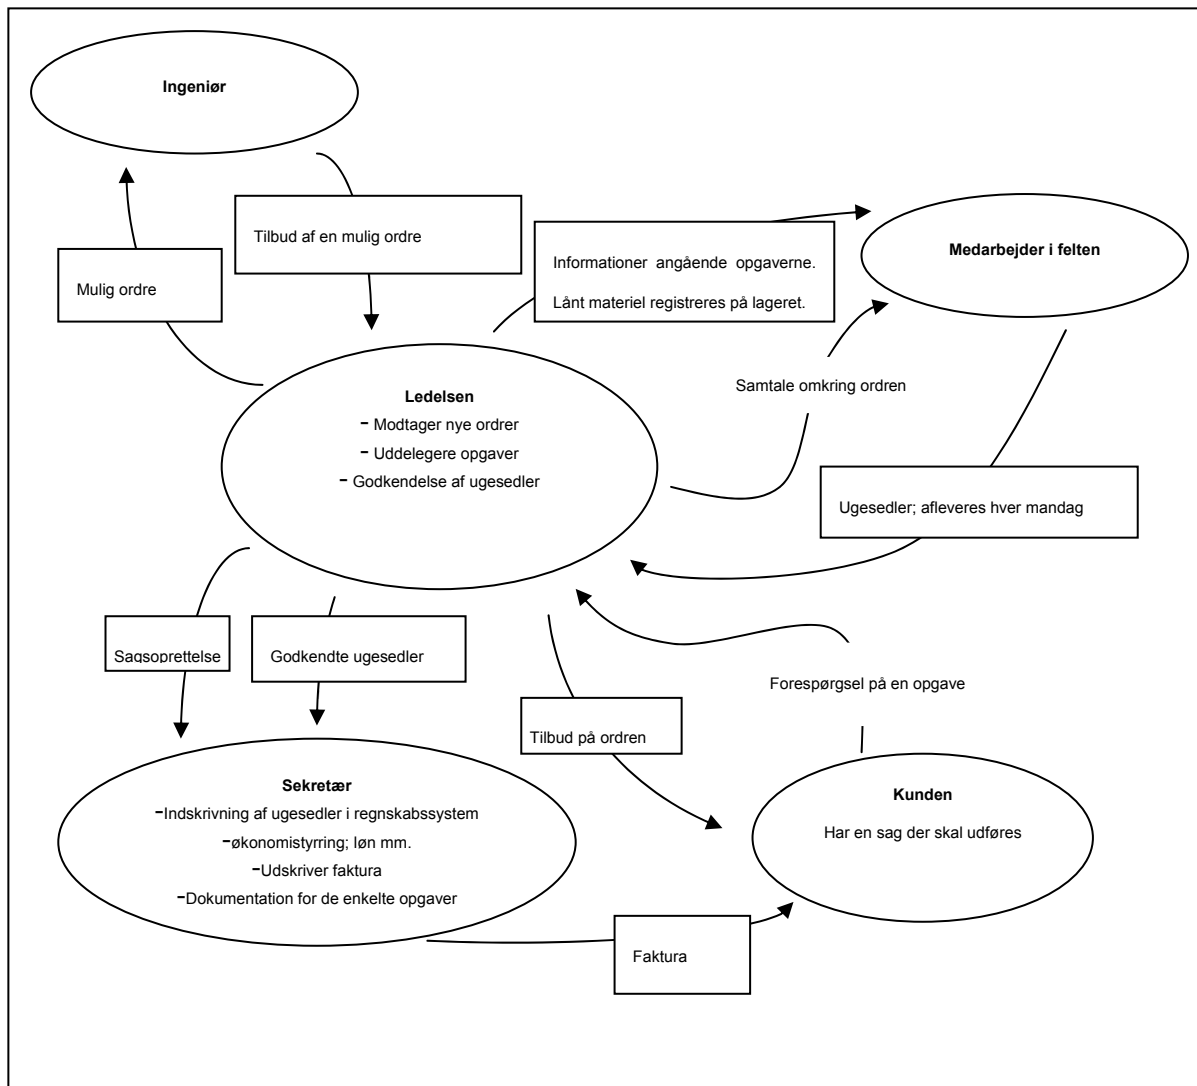 Ingeniør
Tilbud af en mulig ordre
Mulig ordre
Informationer angående opgaverne.
Lånt materiel registreres på lageret.
Medarbejder i felten
Samtale omkring ordren
Ledelsen
- Modtager nye ordrer
- Uddelegere opgaver
- Godkendelse af ugesedler
Ugesedler; afleveres hver mandag
Sagsoprettelse
Godkendte ugesedler
Forespørgsel på en opgave
Tilbud på ordren
Sekretær
-Indskrivning af ugesedler i regnskabssystem
-økonomistyrring; løn mm.
-Udskriver faktura
-Dokumentation for de enkelte opgaver
Kunden
Har en sag der skal udføres
Faktura